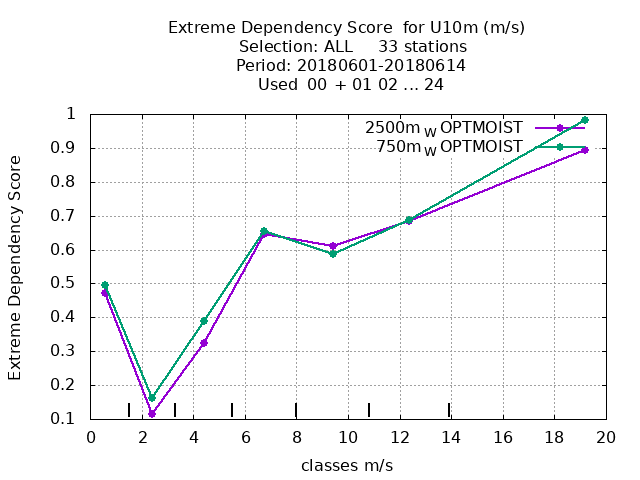 Extreme Dependency Score  for U10m (m/s)
Selection: ALL     33 stations
Period: 20180601-20180614
Used  00  + 01 02 ... 24
Extreme Dependency Score
1
0.9
0.8
0.7
0.6
0.5
0.4
0.3
0.2
0.1
2500m W OPTMOIST
750m W OPTMOIST
0 2 4 6 8 10 12 14 16 18 20
classes m/s